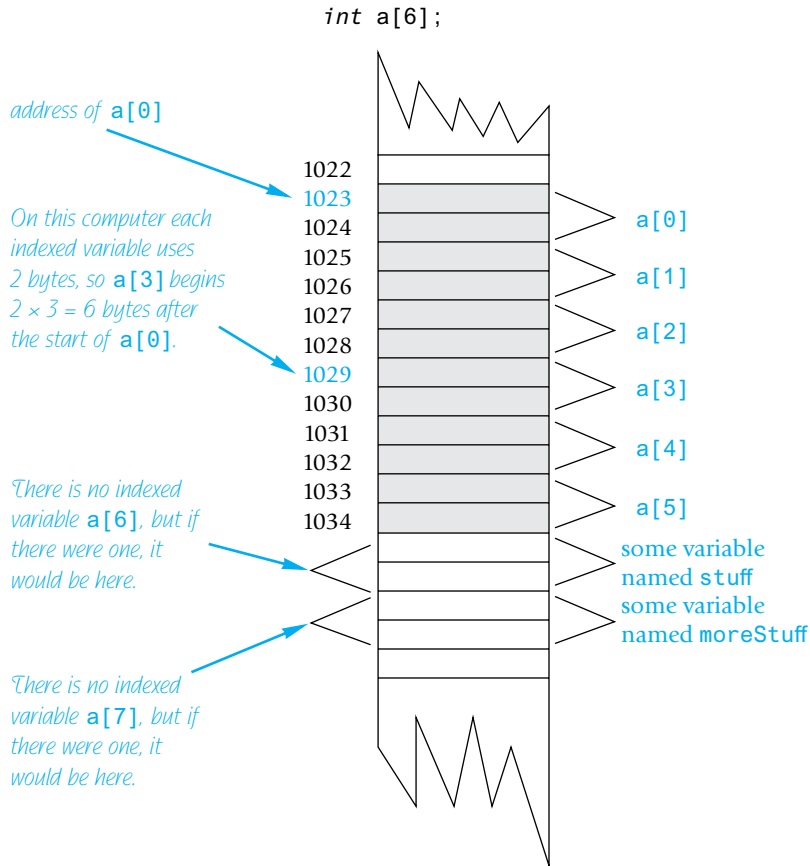 int a[6];
address of a[0]
1022
1023
1024
1025
1026
1027
1028
1029
1030
1031
1032
1033
1034
On this computer each
indexed variable uses
2 bytes, so a[3] begins
2 × 3 = 6 bytes after
the start of a[0].
There is no indexed
variable a[6], but if
there were one, it
would be here.
There is no indexed
variable a[7], but if
there were one, it
would be here.
a[0]
a[1]
a[2]
a[3]
a[4]
a[5]
some variable
named stuff
some variable
named moreStuff